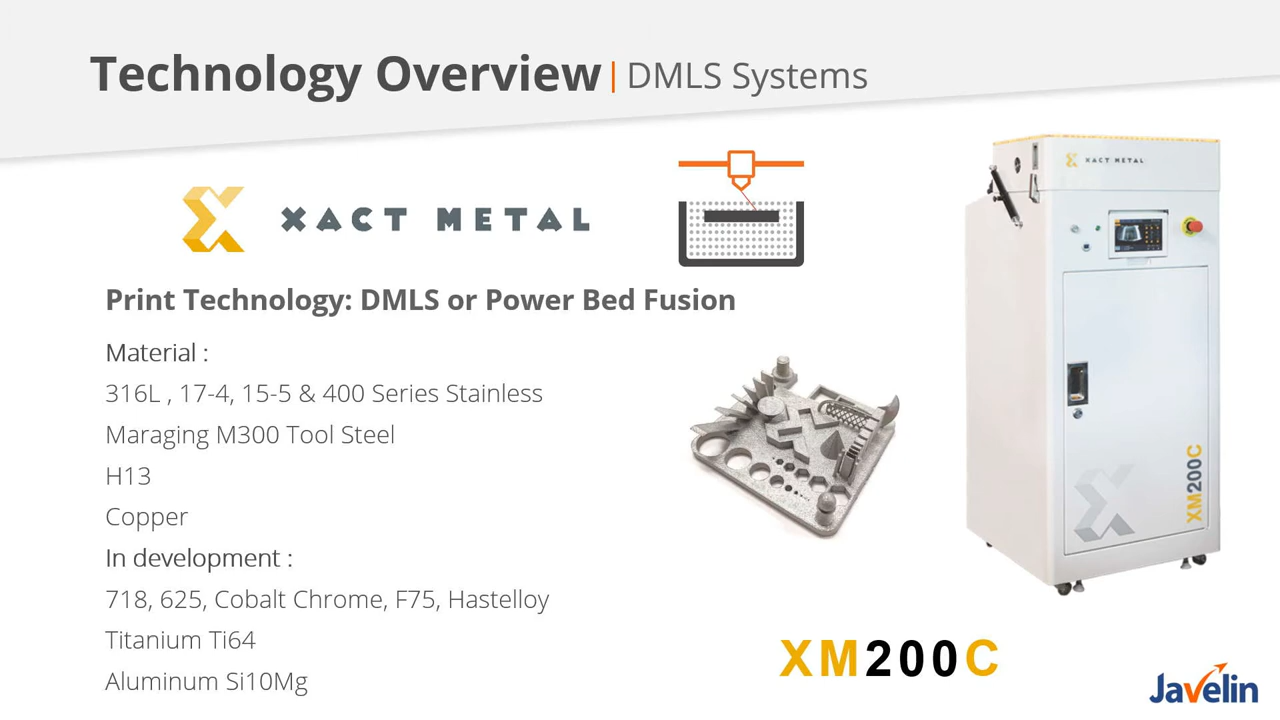 Technology Overview | DMLS Systems
XACT METAL
XACT METAL
Print Technology: DMLS or Power Bed Fusion
Material :
316L , 17-4, 15-5 & 400 Series Stainless
Maraging M300 Tool Steel
H13
Copper
In development :
718, 625, Cobalt Chrome, F75, Hastelloy
Titanium Ti64
Aluminum Si10Mg
XM200C
XM200C
Javelin